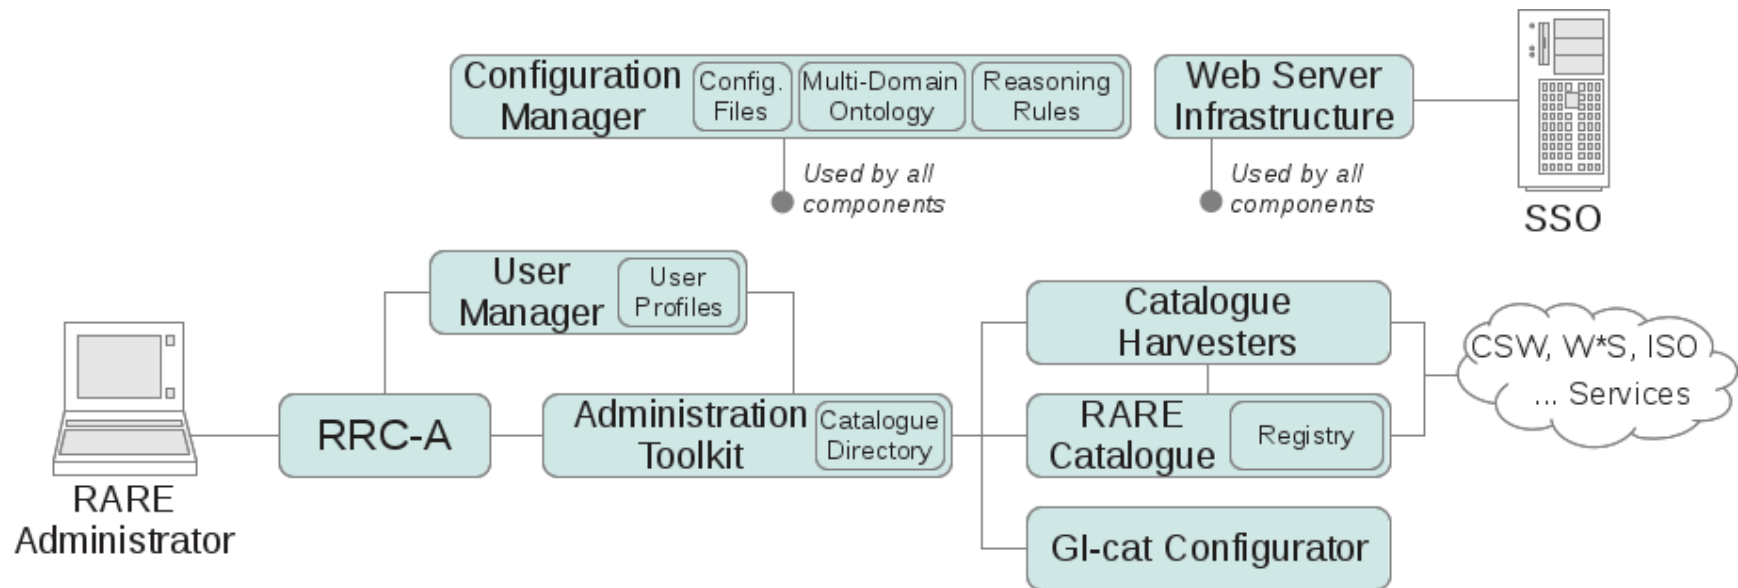 Configuration
Manager
Config.
Files
Multi-Domain
Ontology
Reasoning
Rules
Web Server
Infrastructure
Used by all
components
Used by all
components
SSO
User
Manager
User
Profiles
Catalogue
Harvesters
CSW, W*S, ISO
... Services
RRC-A
Administration
Toolkit
Catalogue
Directory
RARE
Catalogue
Registry
RARE
Administrator
GI-cat Configurator